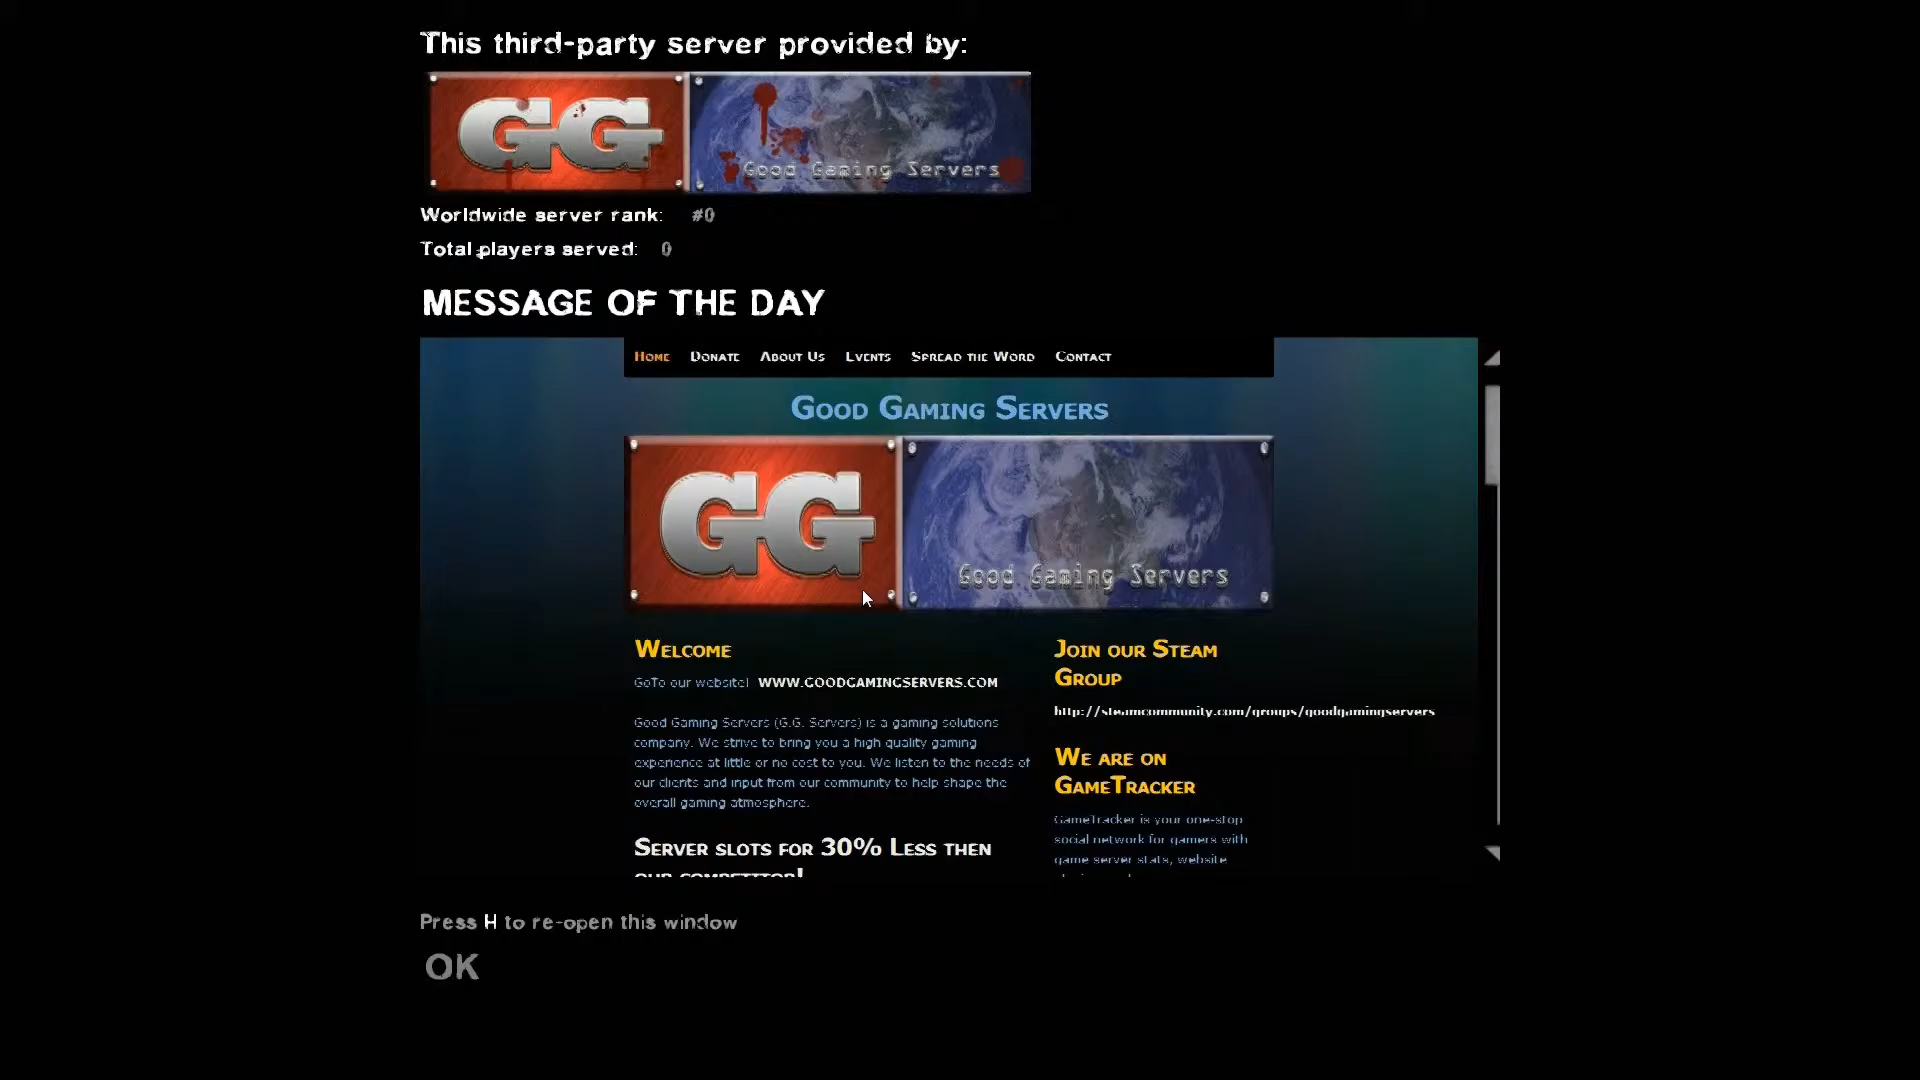 This third-party server provided by:
GG
Good Gaming Servers
Worldwide server rank: #0
Total players served: 0
MESSAGE OF THE DAY
HOME DONATE ABOUT US EVENTS SPREAD THE WORD CONTACT
GOOD GAMING SERVERS
GG
Good Gaming Servers
WELCOME
GoTo our website! WWW.GOODGAMINGSERVERS.COM
Good Gaming Servers (G.G. Servers) is a gaming solutions
company. We strive to bring you a high quality gaming
experience at little or no cost to you. We listen to the needs of
our clients and input from our community to help shape the
overall gaming atmosphere.
SERVER SLOTS FOR 30% LESS THEN
OUR COMPETITOR!
JOIN OUR STEAM
GROUP
http://steamcommunity.com/groups/goodgamingservers
WE ARE ON
GAMETRACKER
GameTracker is your one-stop
social network for gamers with
game server stats, website
Press H to re-open this window
OK